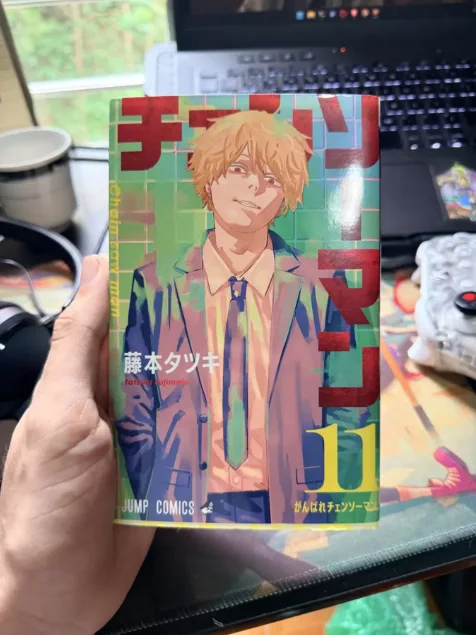 チェンソーマン
Chainsaw man
藤本タツキ
tatsuki fujimoto
11
JUMP COMICS
がんばれチェンソーマン